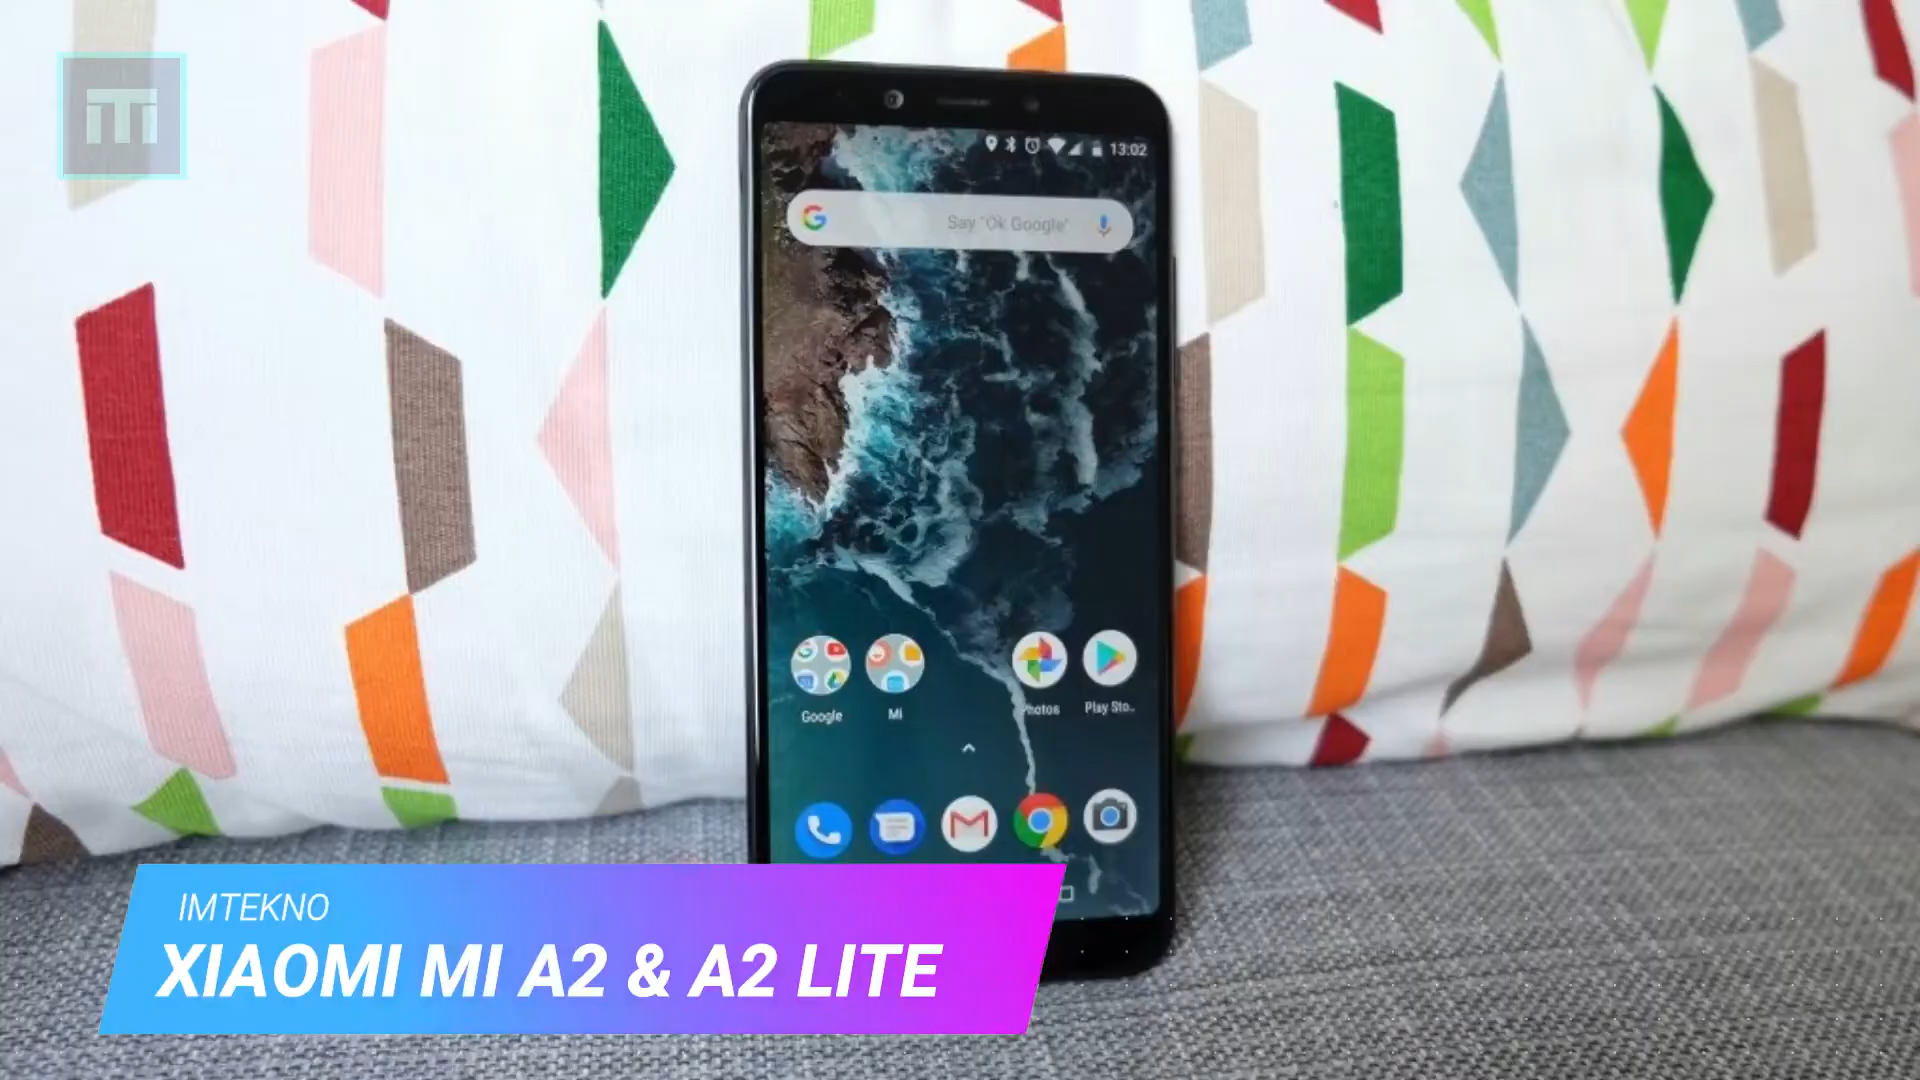 13:02
Say "Ok Google"
Google
Mi
Photos
Play Sto..
IMTEKNO
XIAOMI MI A2 & A2 LITE